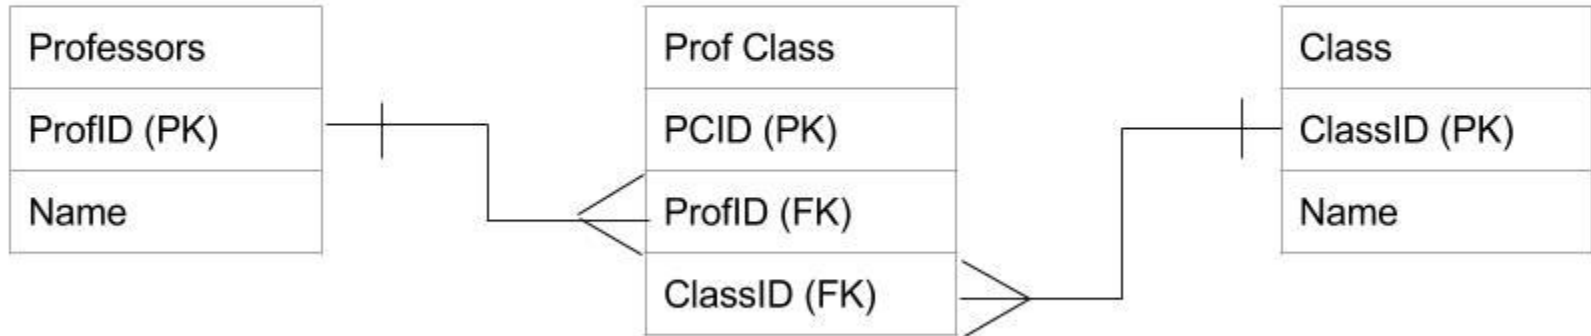 Professors
ProfID (PK)
Name
Prof Class
PCID (PK)
ProfID (FK)
ClassID (FK)
Class
ClassID (PK)
Name